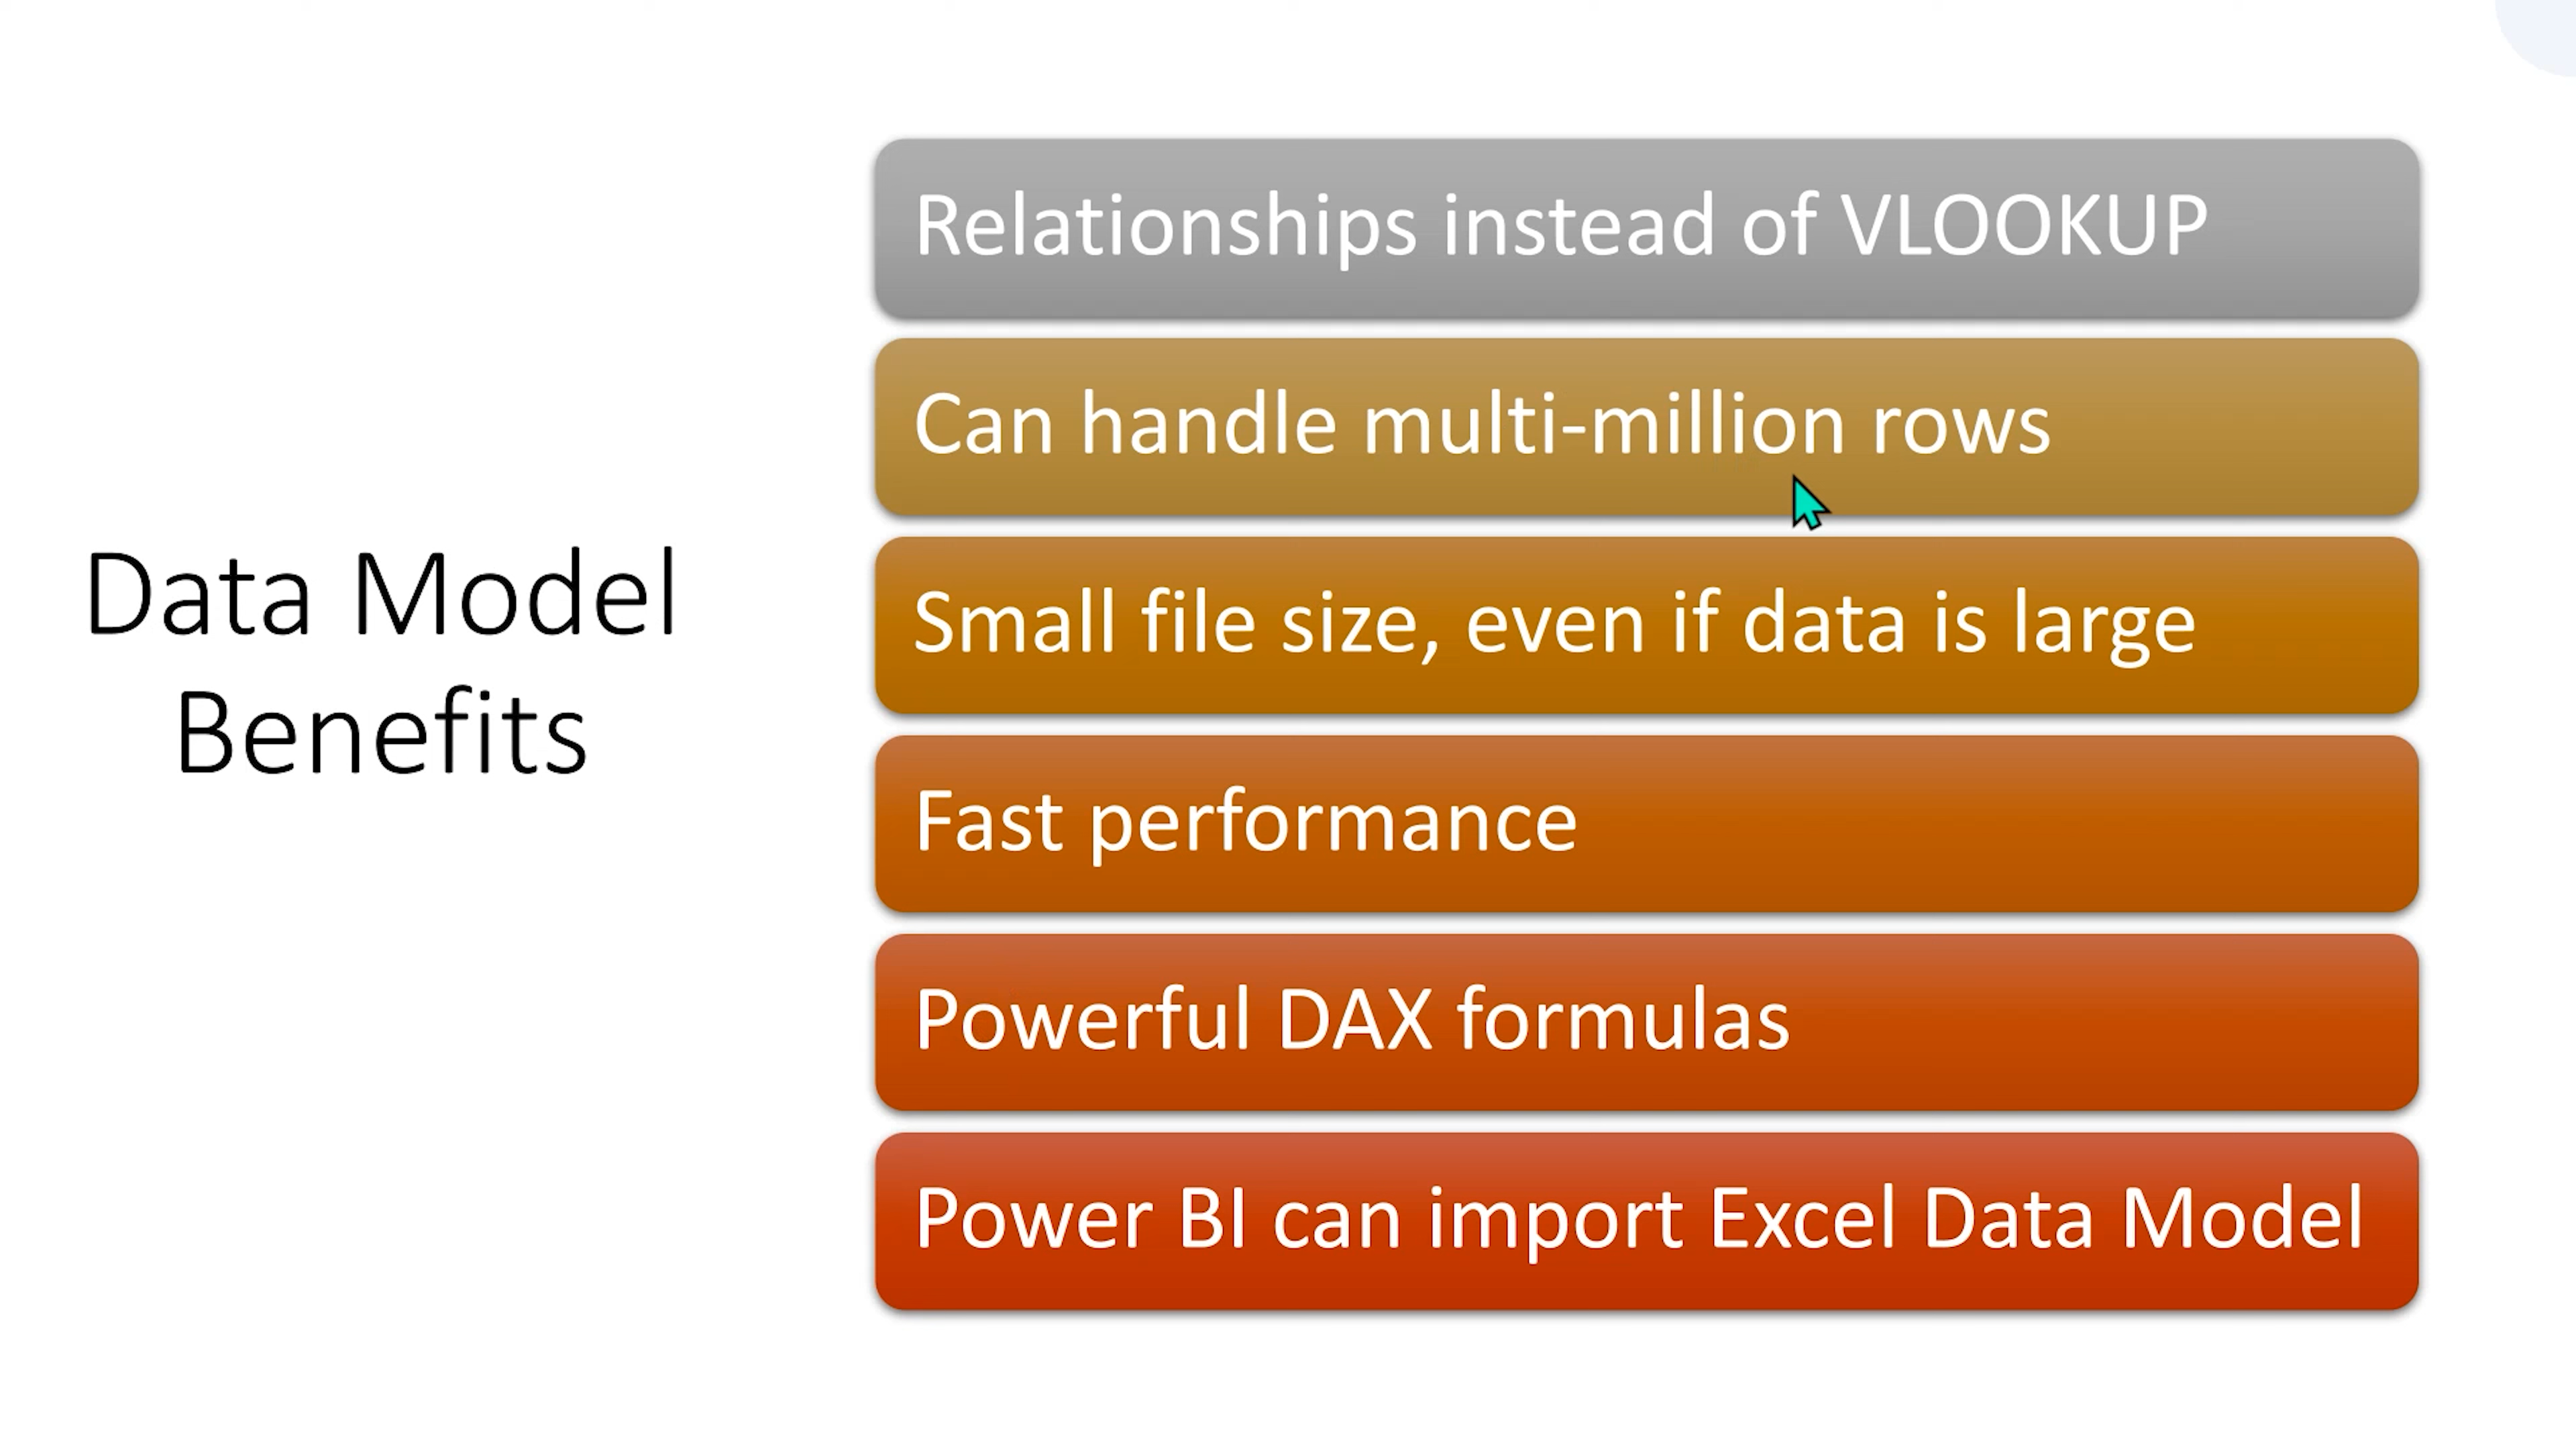 Data Model
Benefits
Relationships instead of VLOOKUP
Can handle multi-million rows
Small file size, even if data is large
Fast performance
Powerful DAX formulas
Power BI can import Excel Data Model